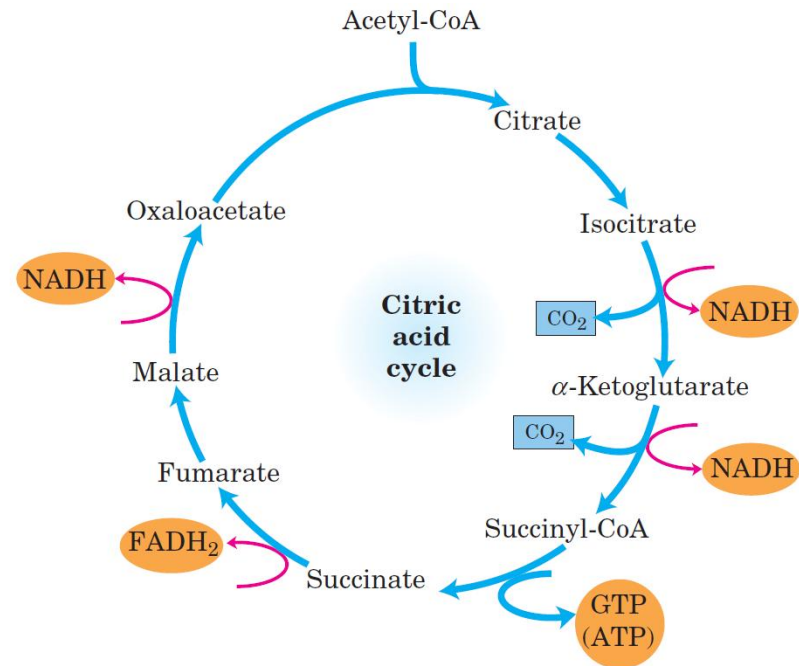 Acetyl-CoA
Citrate
Oxaloacetate
Isocitrate
NADH
Citric
acid
cycle
CO₂
NADH
Malate
α-Ketoglutarate
CO₂
NADH
Fumarate
Succinyl-CoA
FADH₂
Succinate
GTP
(ATP)